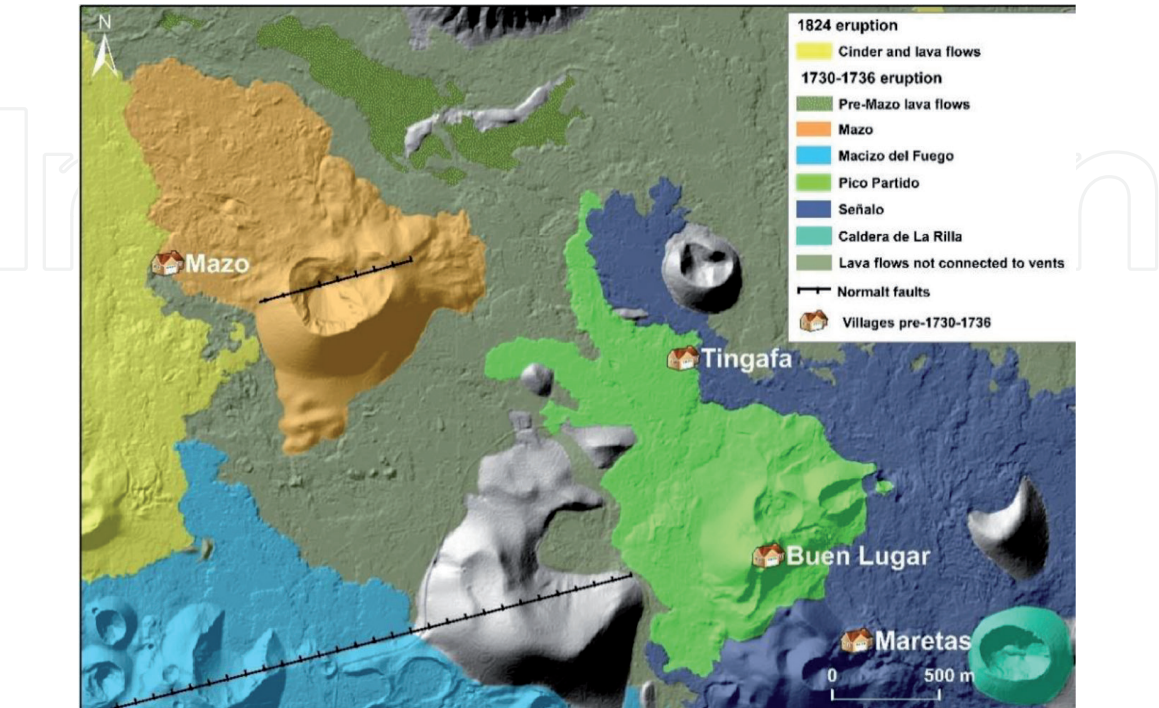 N
1824 eruption
Cinder and lava flows
1730-1736 eruption
Pre-Mazo lava flows
Mazo
Macizo del Fuego
Pico Partido
Señalo
Caldera de La Rilla
Lava flows not connected to vents
Normalt faults
Villages pre-1730-1736
Mazo
Tingafa
Buen Lugar
Maretas
0 500 m